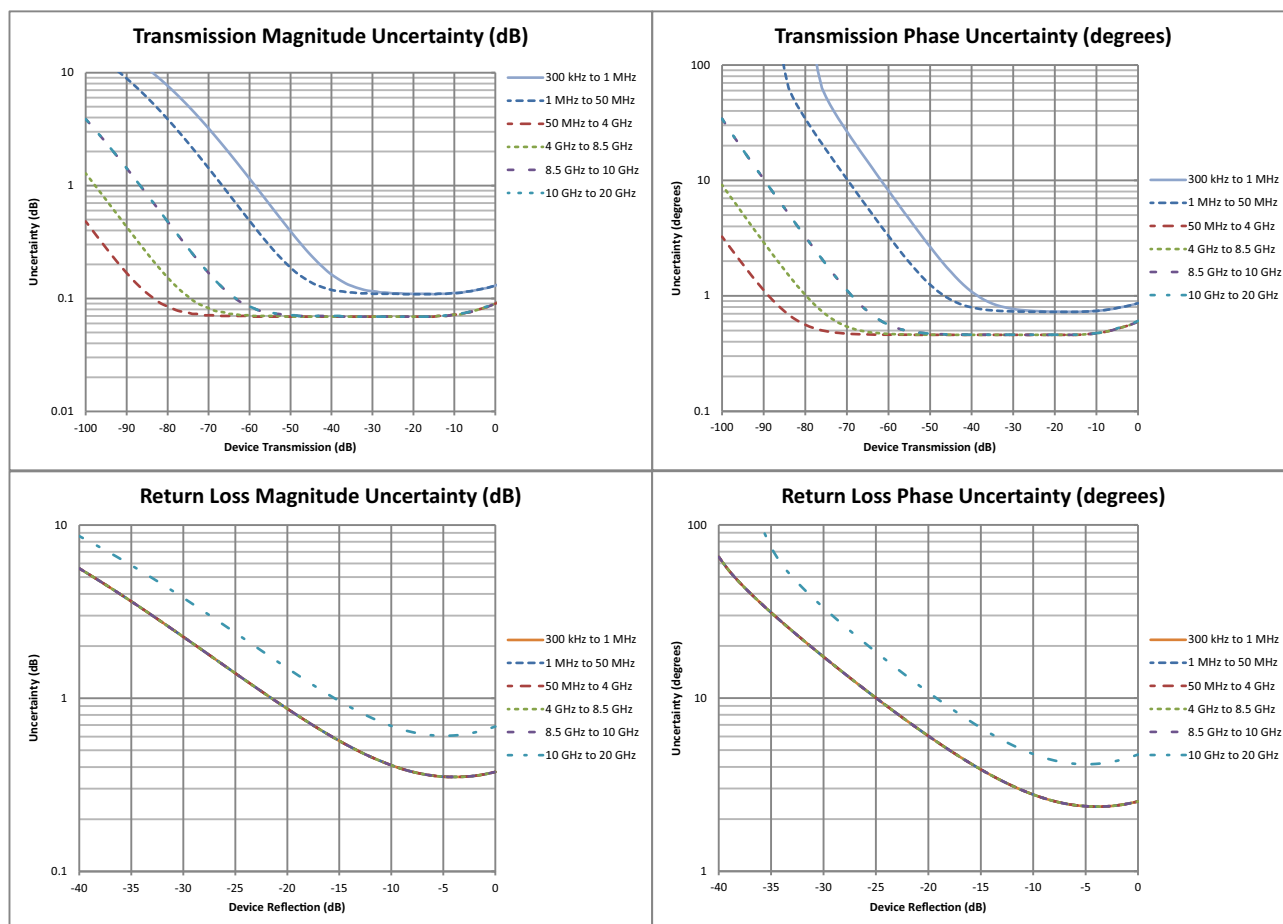 Transmission Magnitude Uncertainty (dB)
Uncertainty (dB)
10
1
0.1
0.01
-100 -90 -80 -70 -60 -50 -40 -30 -20 -10 0
Device Transmission (dB)
300 kHz to 1 MHz
1 MHz to 50 MHz
50 MHz to 4 GHz
4 GHz to 8.5 GHz
8.5 GHz to 10 GHz
10 GHz to 20 GHz
Transmission Phase Uncertainty (degrees)
Uncertainty (degrees)
100
10
1
0.1
-100 -90 -80 -70 -60 -50 -40 -30 -20 -10 0
Device Transmission (dB)
300 kHz to 1 MHz
1 MHz to 50 MHz
50 MHz to 4 GHz
4 GHz to 8.5 GHz
8.5 GHz to 10 GHz
10 GHz to 20 GHz
Return Loss Magnitude Uncertainty (dB)
Uncertainty (dB)
10
1
0.1
-40 -35 -30 -25 -20 -15 -10 -5 0
Device Reflection (dB)
300 kHz to 1 MHz
1 MHz to 50 MHz
50 MHz to 4 GHz
4 GHz to 8.5 GHz
8.5 GHz to 10 GHz
10 GHz to 20 GHz
Return Loss Phase Uncertainty (degrees)
Uncertainty (degrees)
100
10
1
-40 -35 -30 -25 -20 -15 -10 -5 0
Device Reflection (dB)
300 kHz to 1 MHz
1 MHz to 50 MHz
50 MHz to 4 GHz
4 GHz to 8.5 GHz
8.5 GHz to 10 GHz
10 GHz to 20 GHz